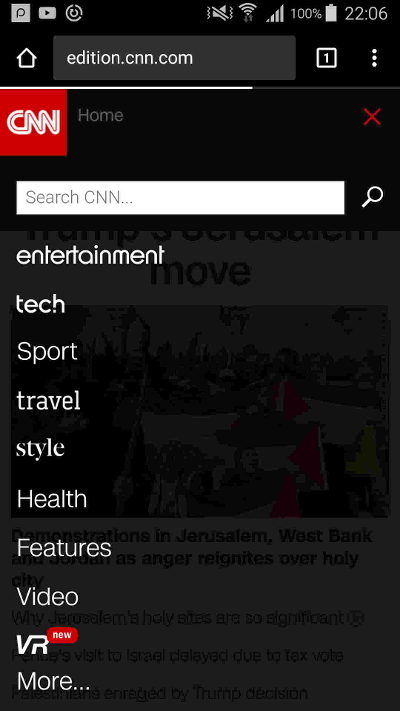 100% 22:06
edition.cnn.com
1
CNN
Home
Search CNN...
Trump's Jerusalem
move
entertainment
tech
Sport
travel
style
Health
Demonstrations in Jerusalem, West Bank
Features
and Jordan as anger reignites over holy
city
Video
Why Jerusalem's holy sites are so significant
VR new
Pence's visit to Israel delayed due to tax vote
More...
Palestinians enraged by Trump decision